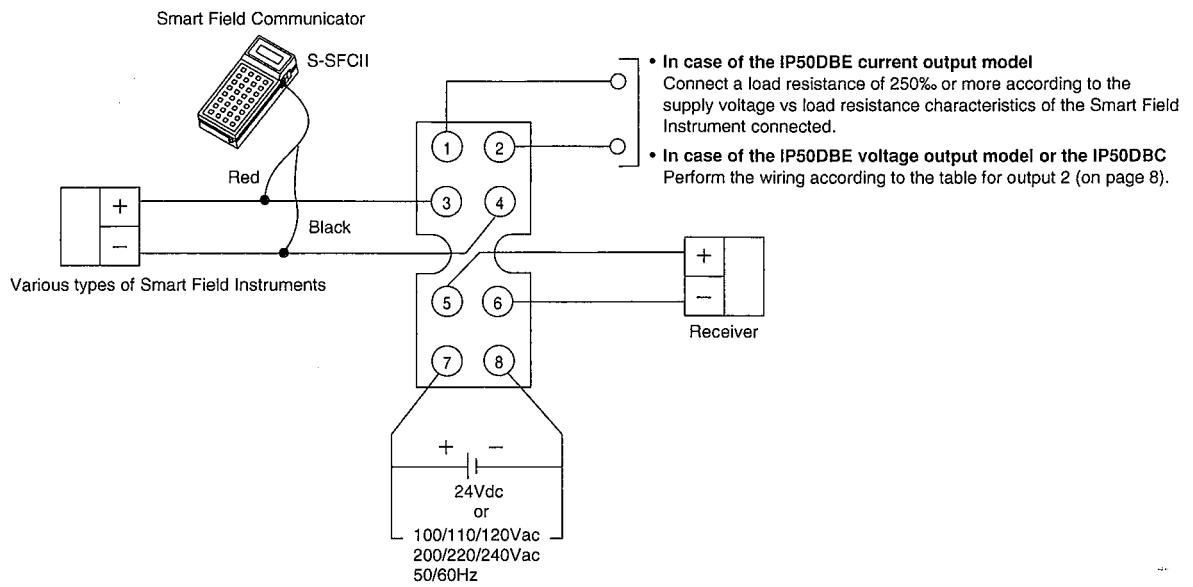 Smart Field Communicator
S-SFCII
• In case of the IP50DBE current output model
Connect a load resistance of 250‰ or more according to the
supply voltage vs load resistance characteristics of the Smart Field
Instrument connected.
• In case of the IP50DBE voltage output model or the IP50DBC
Perform the wiring according to the table for output 2 (on page 8).
1 2
Red
+
3 4
Black
−
Various types of Smart Field Instruments
+
−
5 6
Receiver
7 8
+ −
24Vdc
or
100/110/120Vac
200/220/240Vac
50/60Hz